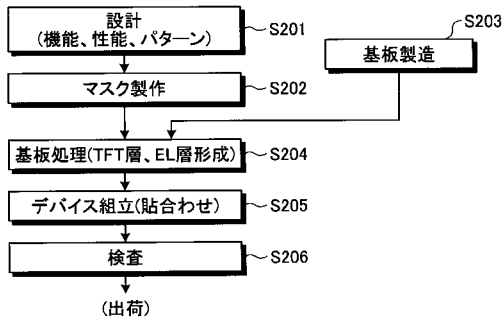 設計
(機能、性能、パターン)
S201
S203
基板製造
マスク製作
S202
基板処理(TFT層、EL層形成)
S204
デバイス組立(貼合わせ)
S205
検査
S206
(出荷)